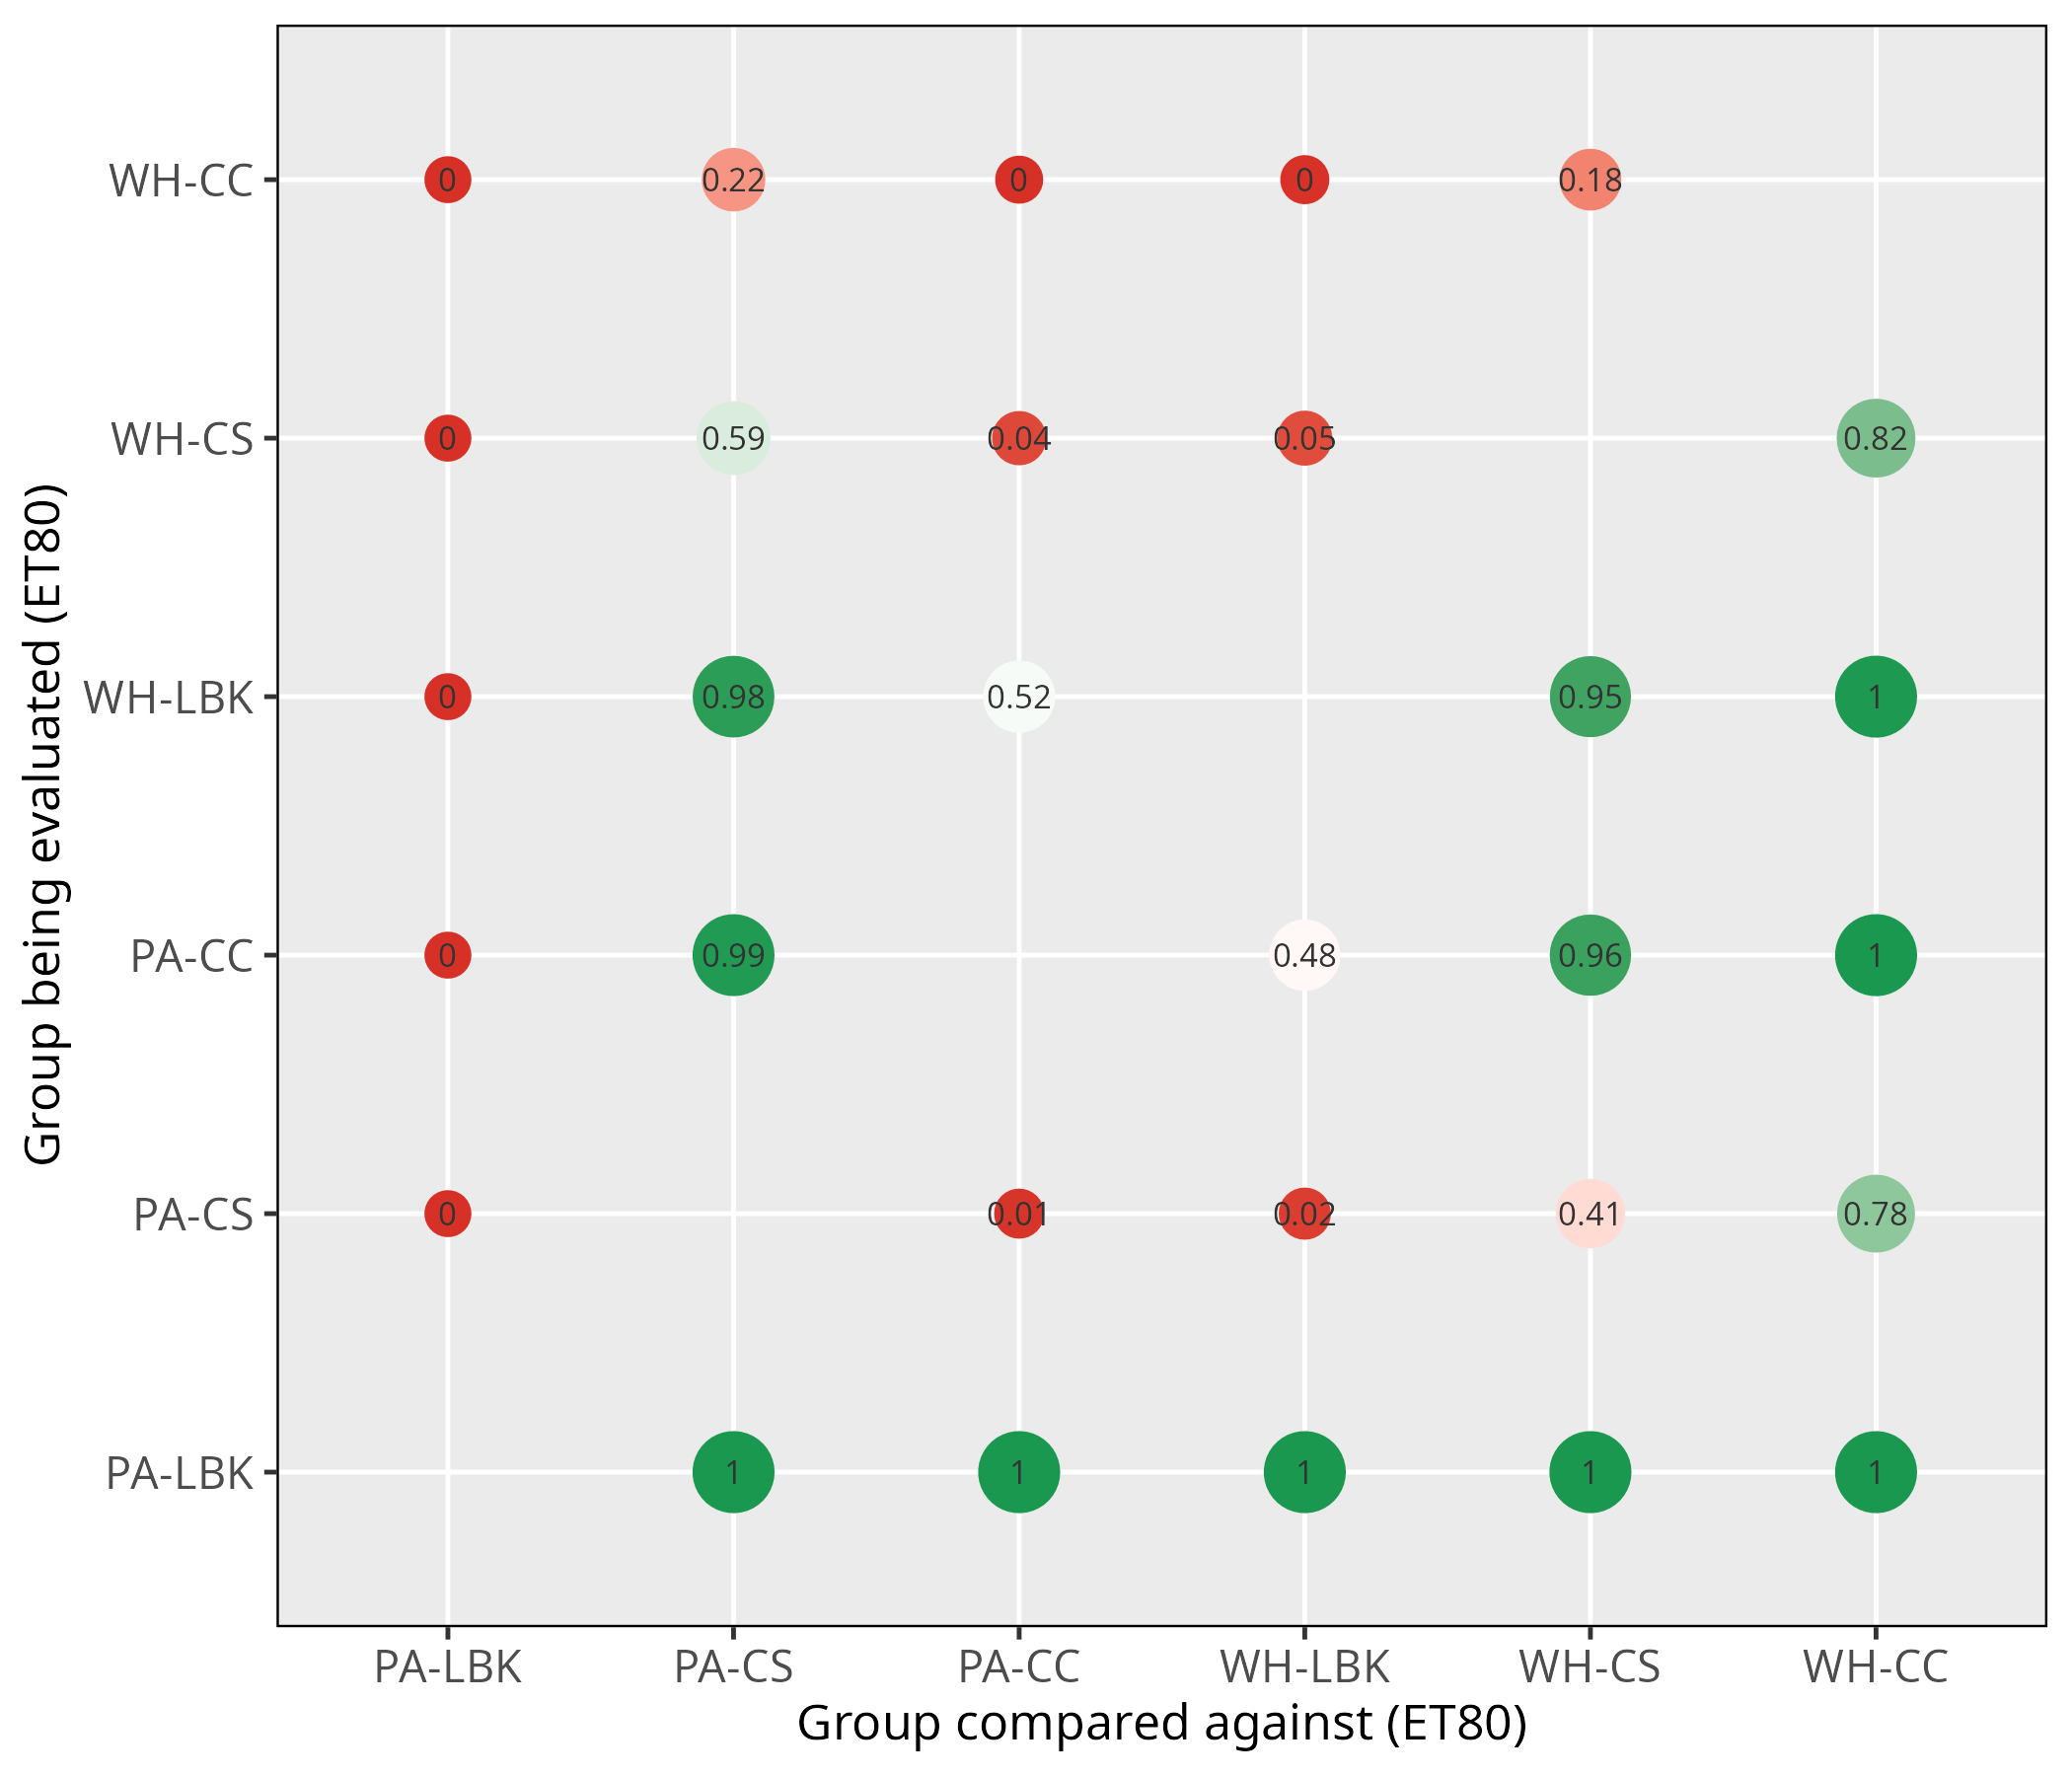 Group being evaluated (ET80)
WH-CC 0 0.22 0 0 0.18
WH-CS 0 0.59 0.04 0.05 0.82
WH-LBK 0 0.98 0.52 0.95 1
PA-CC 0 0.99 0.48 0.96 1
PA-CS 0 0.01 0.02 0.41 0.78
PA-LBK 1 1 1 1 1
PA-LBK PA-CS PA-CC WH-LBK WH-CS WH-CC
Group compared against (ET80)